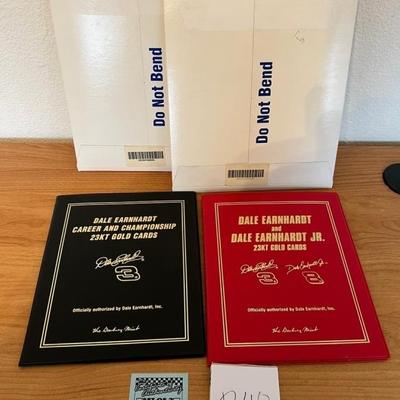 Do Not Bend
Do Not Bend
DALE EARNHARDT
CAREER AND CHAMPIONSHIP
23KT GOLD CARDS
3
Officially authorized by Dale Earnhardt, Inc.
The Danbury Mint
DALE EARNHARDT
and
DALE EARNHARDT JR.
23KT GOLD CARDS
3 8
Officially authorized by Dale Earnhardt, Inc.
The Danbury Mint